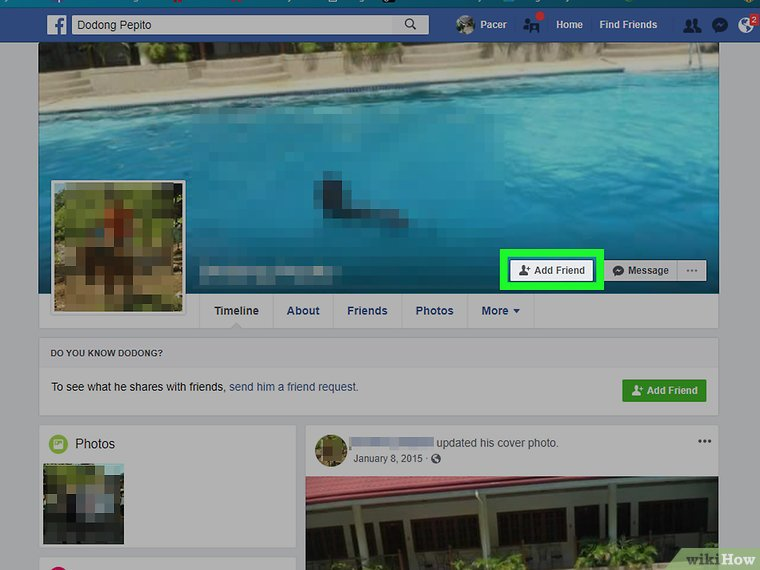 Dodong Pepito
Pacer
Home
Find Friends
2
Add Friend
Message
Timeline
About
Friends
Photos
More
DO YOU KNOW DODONG?
To see what he shares with friends, send him a friend request.
Add Friend
Photos
updated his cover photo.
January 8, 2015 ·
wikiHow